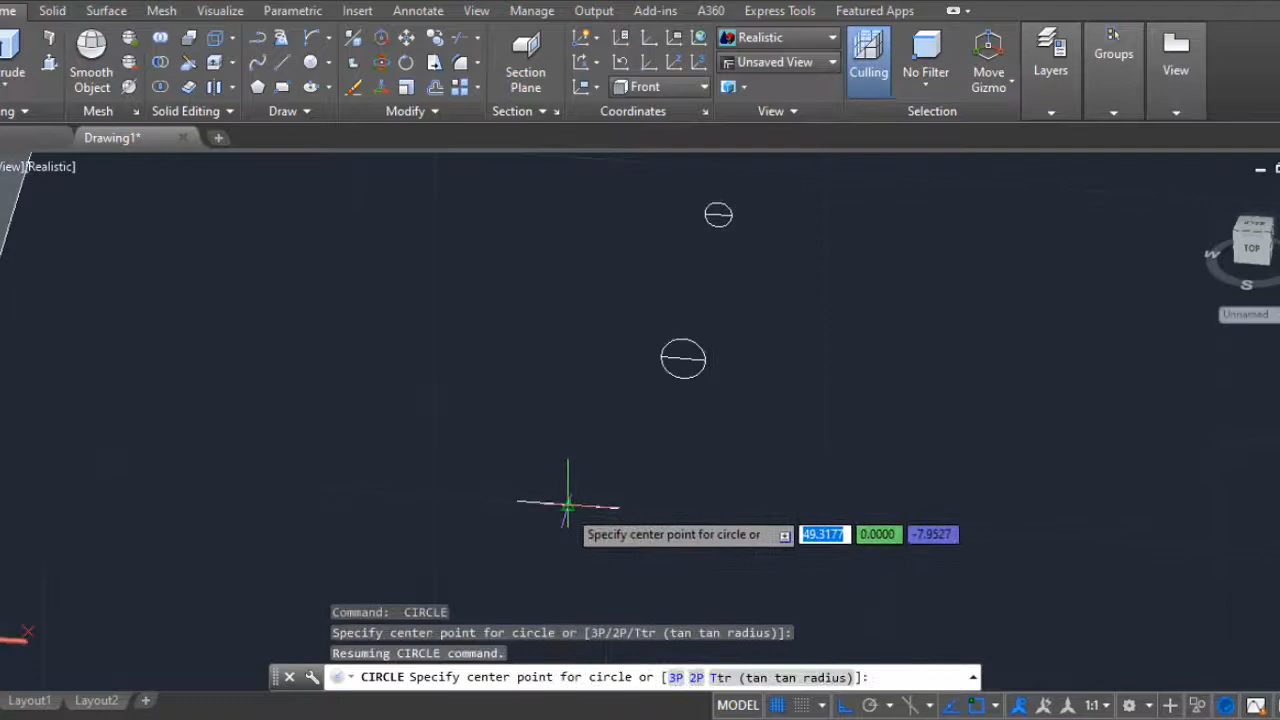 me Solid Surface Mesh Visualize Parametric Insert Annotate View Manage Output Add-ins A360 Express Tools Featured Apps
Realistic
Unsaved View
rude Smooth Object Section Plane Front Culling No Filter Move Gizmo Layers Groups View
ng Mesh Solid Editing Draw Modify Section Coordinates View Selection
Drawing1* +
View][Realistic]
TOP
W
S
Unnamed
Specify center point for circle or 49.3177 0.0000 -7.9527
Command: CIRCLE
Specify center point for circle or [3P/2P/Ttr (tan tan radius)]:
Resuming CIRCLE command.
CIRCLE Specify center point for circle or [3P 2P Ttr (tan tan radius)]:
Layout1 Layout2 + MODEL 1:1